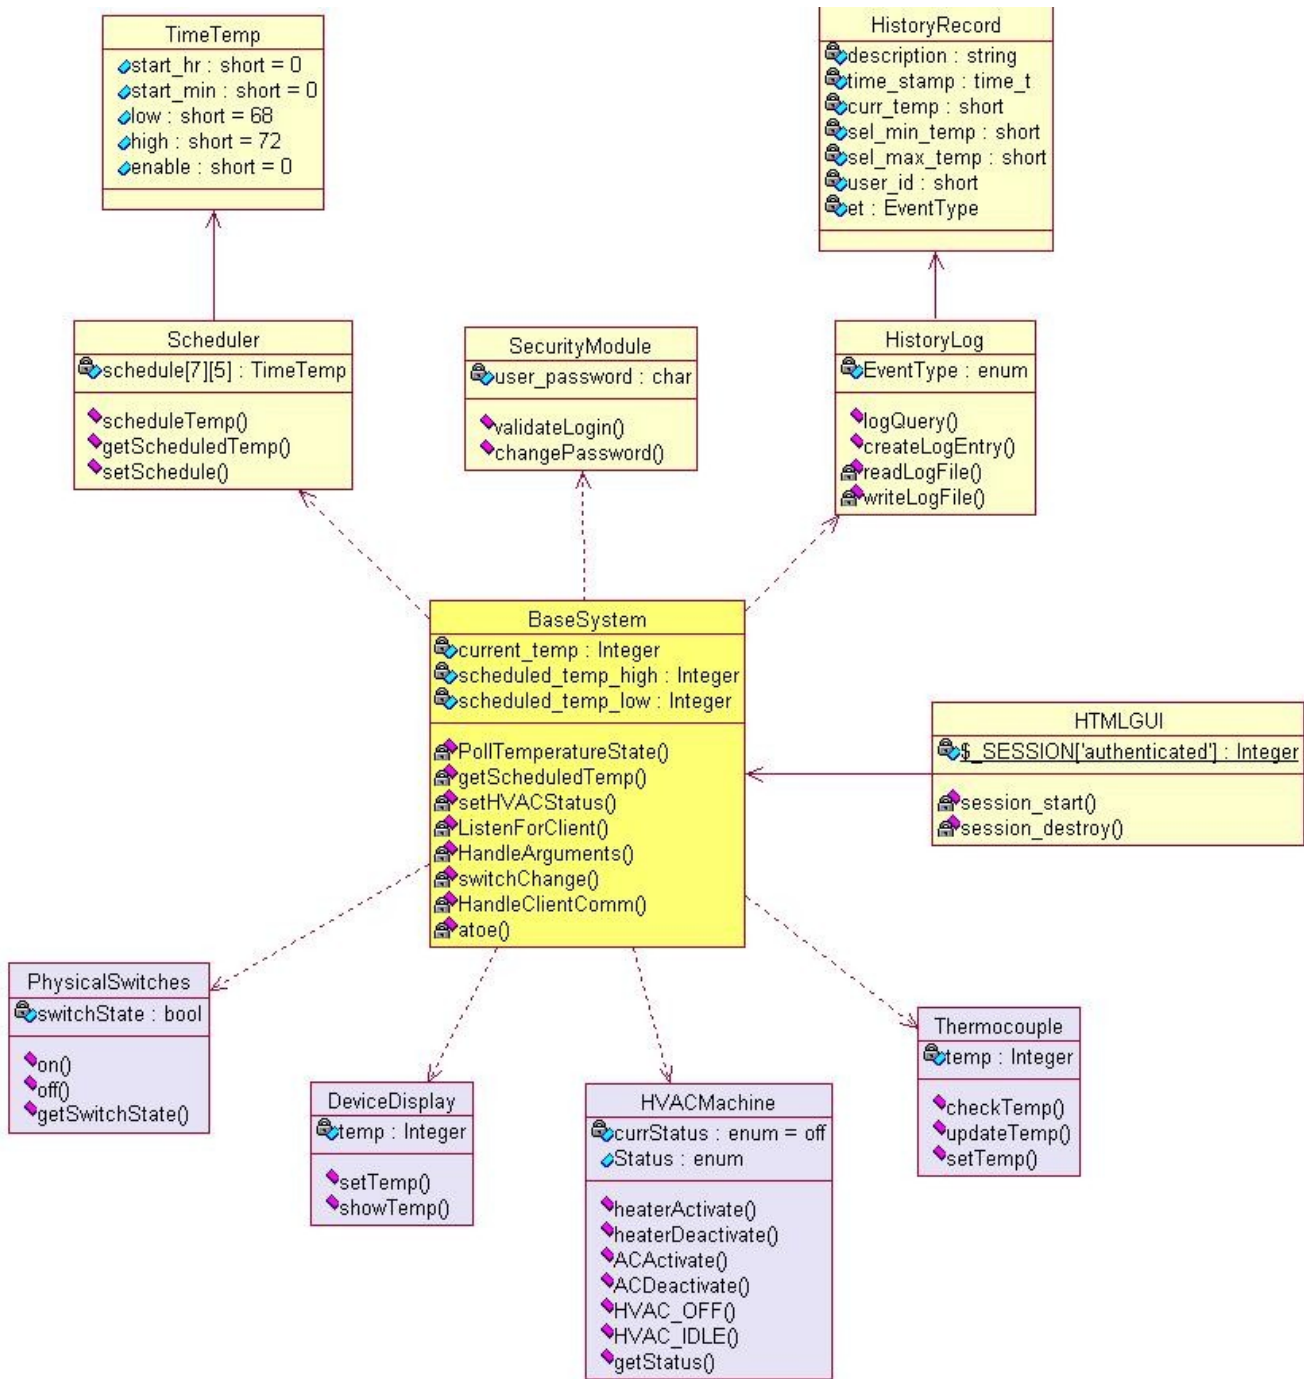 TimeTemp
start_hr : short = 0
start_min : short = 0
low : short = 68
high : short = 72
enable : short = 0
HistoryRecord
description : string
time_stamp : time_t
curr_temp : short
sel_min_temp : short
sel_max_temp : short
user_id : short
et : EventType
Scheduler
schedule[7][5] : TimeTemp
scheduleTemp()
getScheduledTemp()
setSchedule()
SecurityModule
user_password : char
validateLogin()
changePassword()
HistoryLog
EventType : enum
logQuery()
createLogEntry()
readLogFile()
writeLogFile()
BaseSystem
current_temp : Integer
scheduled_temp_high : Integer
scheduled_temp_low : Integer
PollTemperatureState()
getScheduledTemp()
setHVACStatus()
ListenForClient()
HandleArguments()
switchChange()
HandleClientComm()
atoe()
HTMLGUI
$_SESSION['authenticated'] : Integer
session_start()
session_destroy()
PhysicalSwitches
switchState : bool
on()
off()
getSwitchState()
DeviceDisplay
temp : Integer
setTemp()
showTemp()
HVACMachine
currStatus : enum = off
Status : enum
heaterActivate()
heaterDeactivate()
ACActivate()
ACDeactivate()
HVAC_OFF()
HVAC_IDLE()
getStatus()
Thermocouple
temp : Integer
checkTemp()
updateTemp()
setTemp()